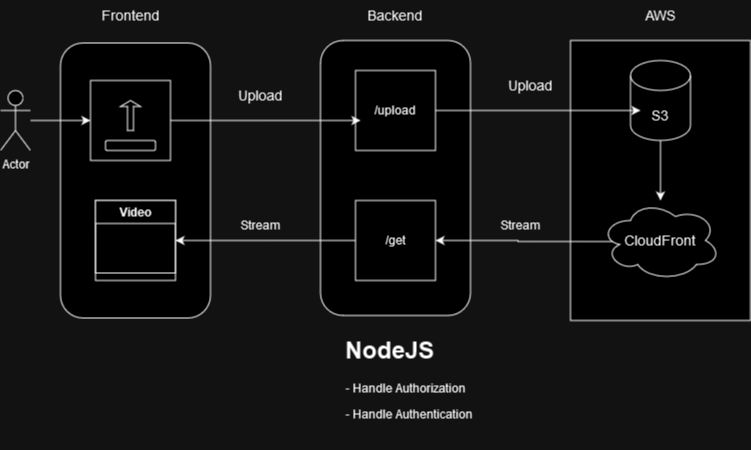 Frontend
Backend
AWS
Upload
Upload
/upload
S3
Actor
Video
Stream
/get
Stream
CloudFront
NodeJS
- Handle Authorization
- Handle Authentication